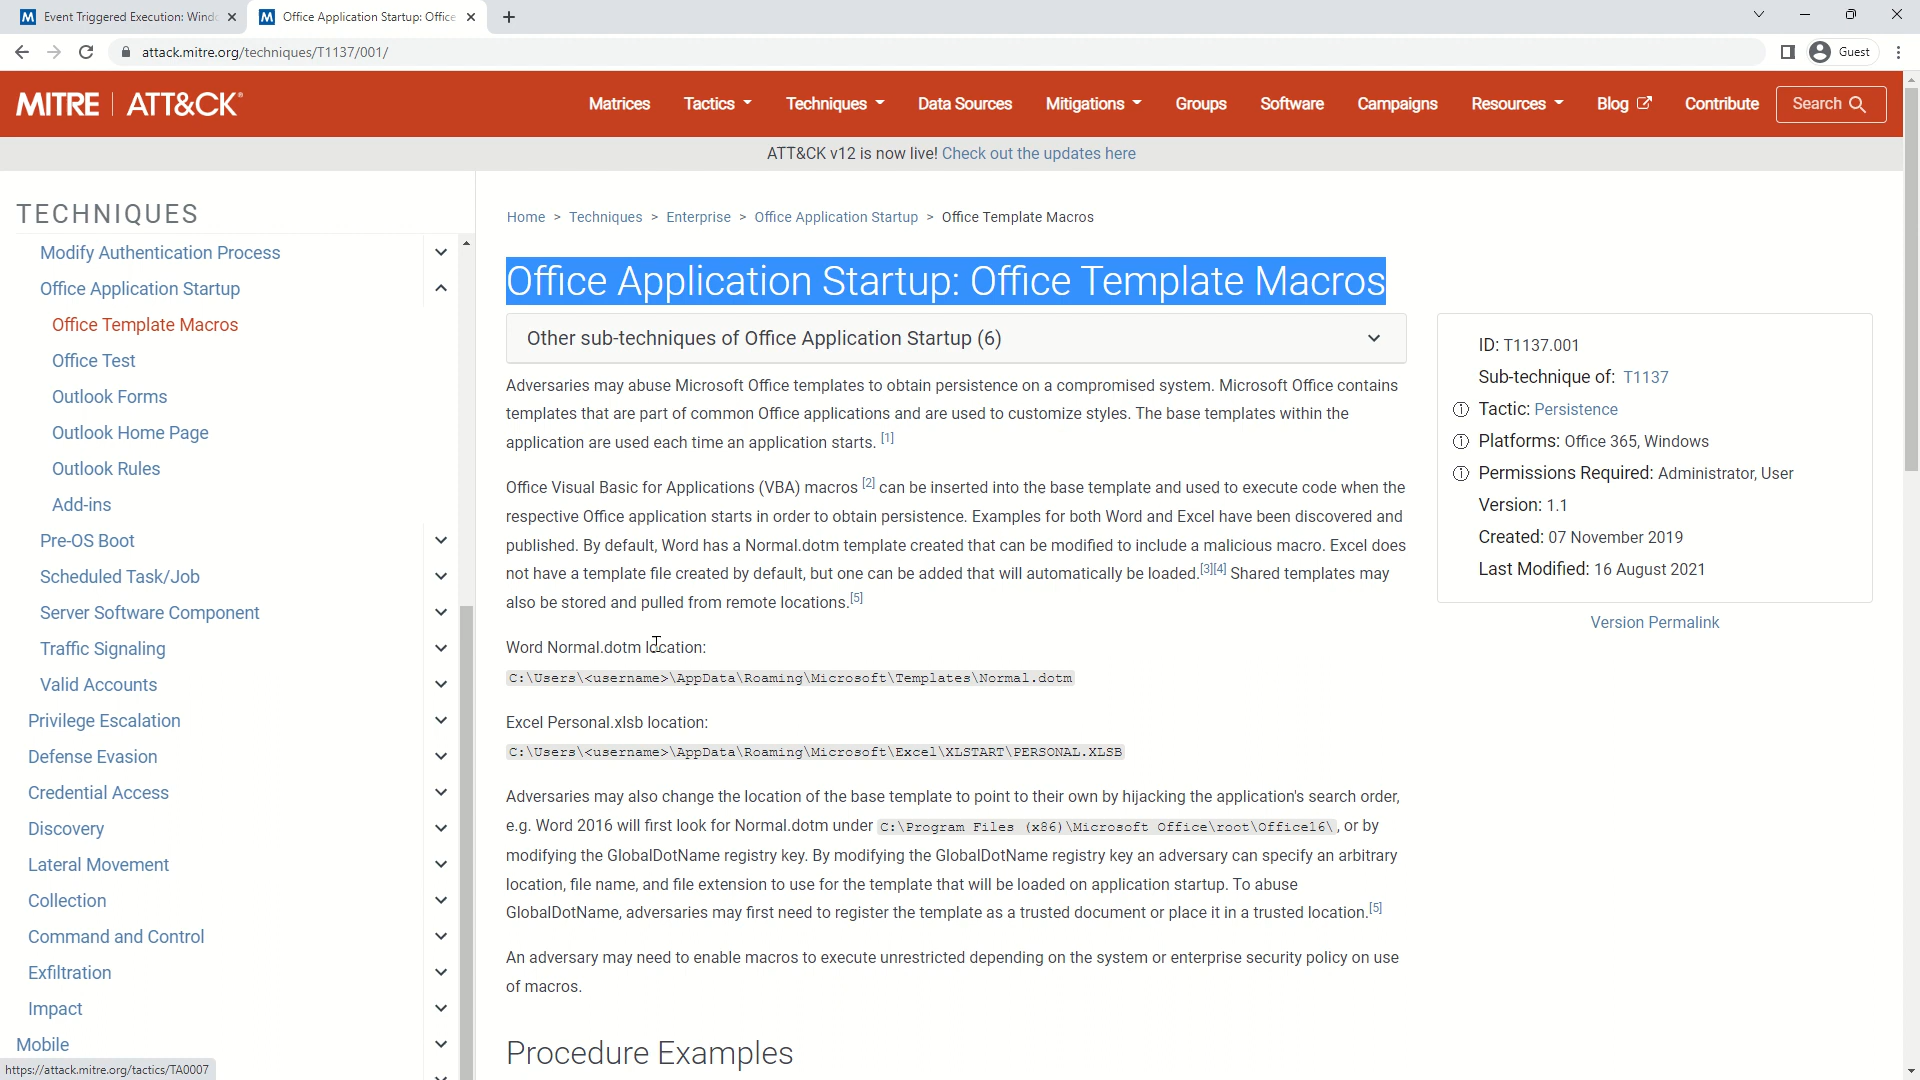 Event Triggered Execution: Wind
Office Application Startup: Office
attack.mitre.org/techniques/T1137/001/
Guest
MITRE | ATT&CK®
Matrices
Tactics
Techniques
Data Sources
Mitigations
Groups
Software
Campaigns
Resources
Blog
Contribute
Search
ATT&CK v12 is now live! Check out the updates here
TECHNIQUES
Modify Authentication Process
Office Application Startup
Office Template Macros
Office Test
Outlook Forms
Outlook Home Page
Outlook Rules
Add-ins
Pre-OS Boot
Scheduled Task/Job
Server Software Component
Traffic Signaling
Valid Accounts
Privilege Escalation
Defense Evasion
Credential Access
Discovery
Lateral Movement
Collection
Command and Control
Exfiltration
Impact
Mobile
https://attack.mitre.org/tactics/TA0007
Home > Techniques > Enterprise > Office Application Startup > Office Template Macros
Office Application Startup: Office Template Macros
Other sub-techniques of Office Application Startup (6)
Adversaries may abuse Microsoft Office templates to obtain persistence on a compromised system. Microsoft Office contains
templates that are part of common Office applications and are used to customize styles. The base templates within the
application are used each time an application starts. [1]
Office Visual Basic for Applications (VBA) macros [2] can be inserted into the base template and used to execute code when the
respective Office application starts in order to obtain persistence. Examples for both Word and Excel have been discovered and
published. By default, Word has a Normal.dotm template created that can be modified to include a malicious macro. Excel does
not have a template file created by default, but one can be added that will automatically be loaded.[3][4] Shared templates may
also be stored and pulled from remote locations.[5]
Word Normal.dotm location:
C:\Users\<username>\AppData\Roaming\Microsoft\Templates\Normal.dotm
Excel Personal.xlsb location:
C:\Users\<username>\AppData\Roaming\Microsoft\Excel\XLSTART\PERSONAL.XLSB
Adversaries may also change the location of the base template to point to their own by hijacking the application's search order,
e.g. Word 2016 will first look for Normal.dotm under C:\Program Files (x86)\Microsoft Office\root\Office16\, or by
modifying the GlobalDotName registry key. By modifying the GlobalDotName registry key an adversary can specify an arbitrary
location, file name, and file extension to use for the template that will be loaded on application startup. To abuse
GlobalDotName, adversaries may first need to register the template as a trusted document or place it in a trusted location.[5]
An adversary may need to enable macros to execute unrestricted depending on the system or enterprise security policy on use
of macros.
Procedure Examples
ID: T1137.001
Sub-technique of: T1137
Tactic: Persistence
Platforms: Office 365, Windows
Permissions Required: Administrator, User
Version: 1.1
Created: 07 November 2019
Last Modified: 16 August 2021
Version Permalink